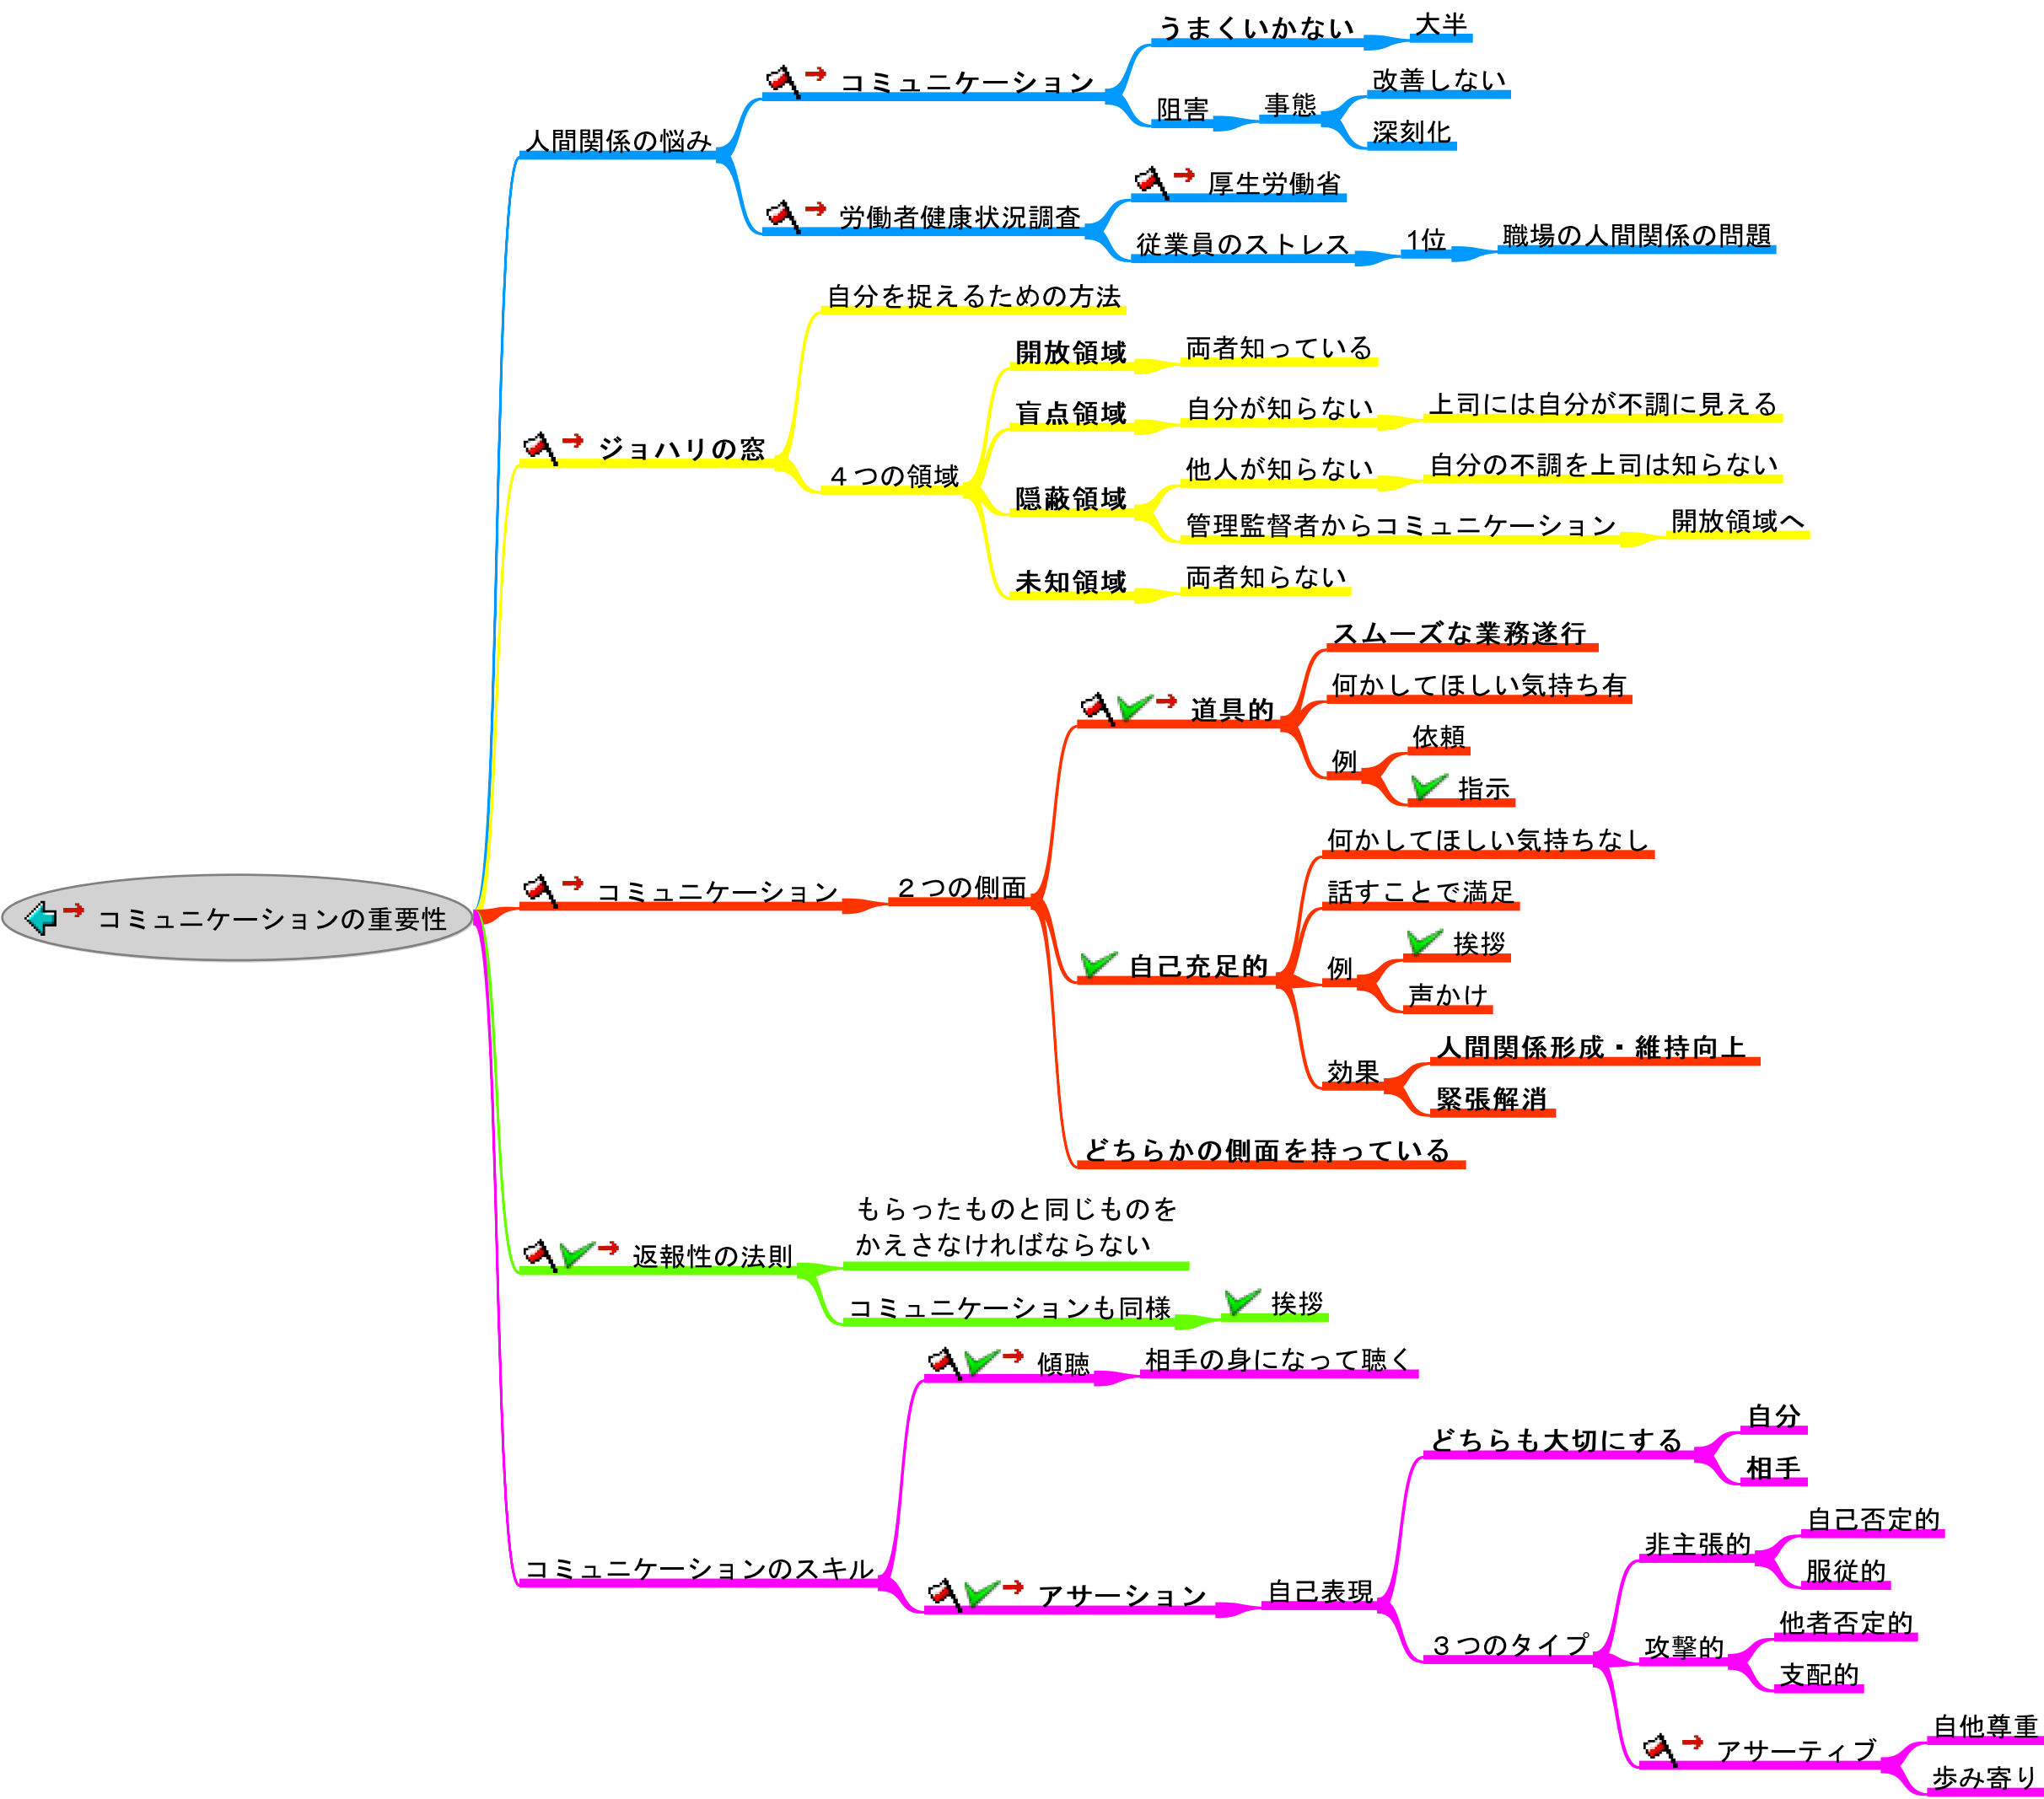 うまくいかない
大半
コミュニケーション
改善しない
阻害
事態
深刻化
人間関係の悩み
厚生労働省
労働者健康状況調査
従業員のストレス
1位
職場の人間関係の問題
自分を捉えるための方法
開放領域
両者知っている
盲点領域
自分が知らない
上司には自分が不調に見える
ジョハリの窓
４つの領域
他人が知らない
自分の不調を上司は知らない
隠蔽領域
管理監督者からコミュニケーション
開放領域へ
未知領域
両者知らない
スムーズな業務遂行
何かしてほしい気持ち有
道具的
依頼
例
指示
何かしてほしい気持ちなし
コミュニケーション
２つの側面
話すことで満足
コミュニケーションの重要性
挨拶
自己充足的
例
声かけ
人間関係形成・維持向上
効果
緊張解消
どちらかの側面を持っている
もらったものと同じものを
かえさなければならない
返報性の法則
コミュニケーションも同様
挨拶
傾聴
相手の身になって聴く
自分
どちらも大切にする
相手
自己否定的
非主張的
服従的
コミュニケーションのスキル
アサーション
自己表現
他者否定的
３つのタイプ
攻撃的
支配的
自他尊重
アサーティブ
歩み寄り